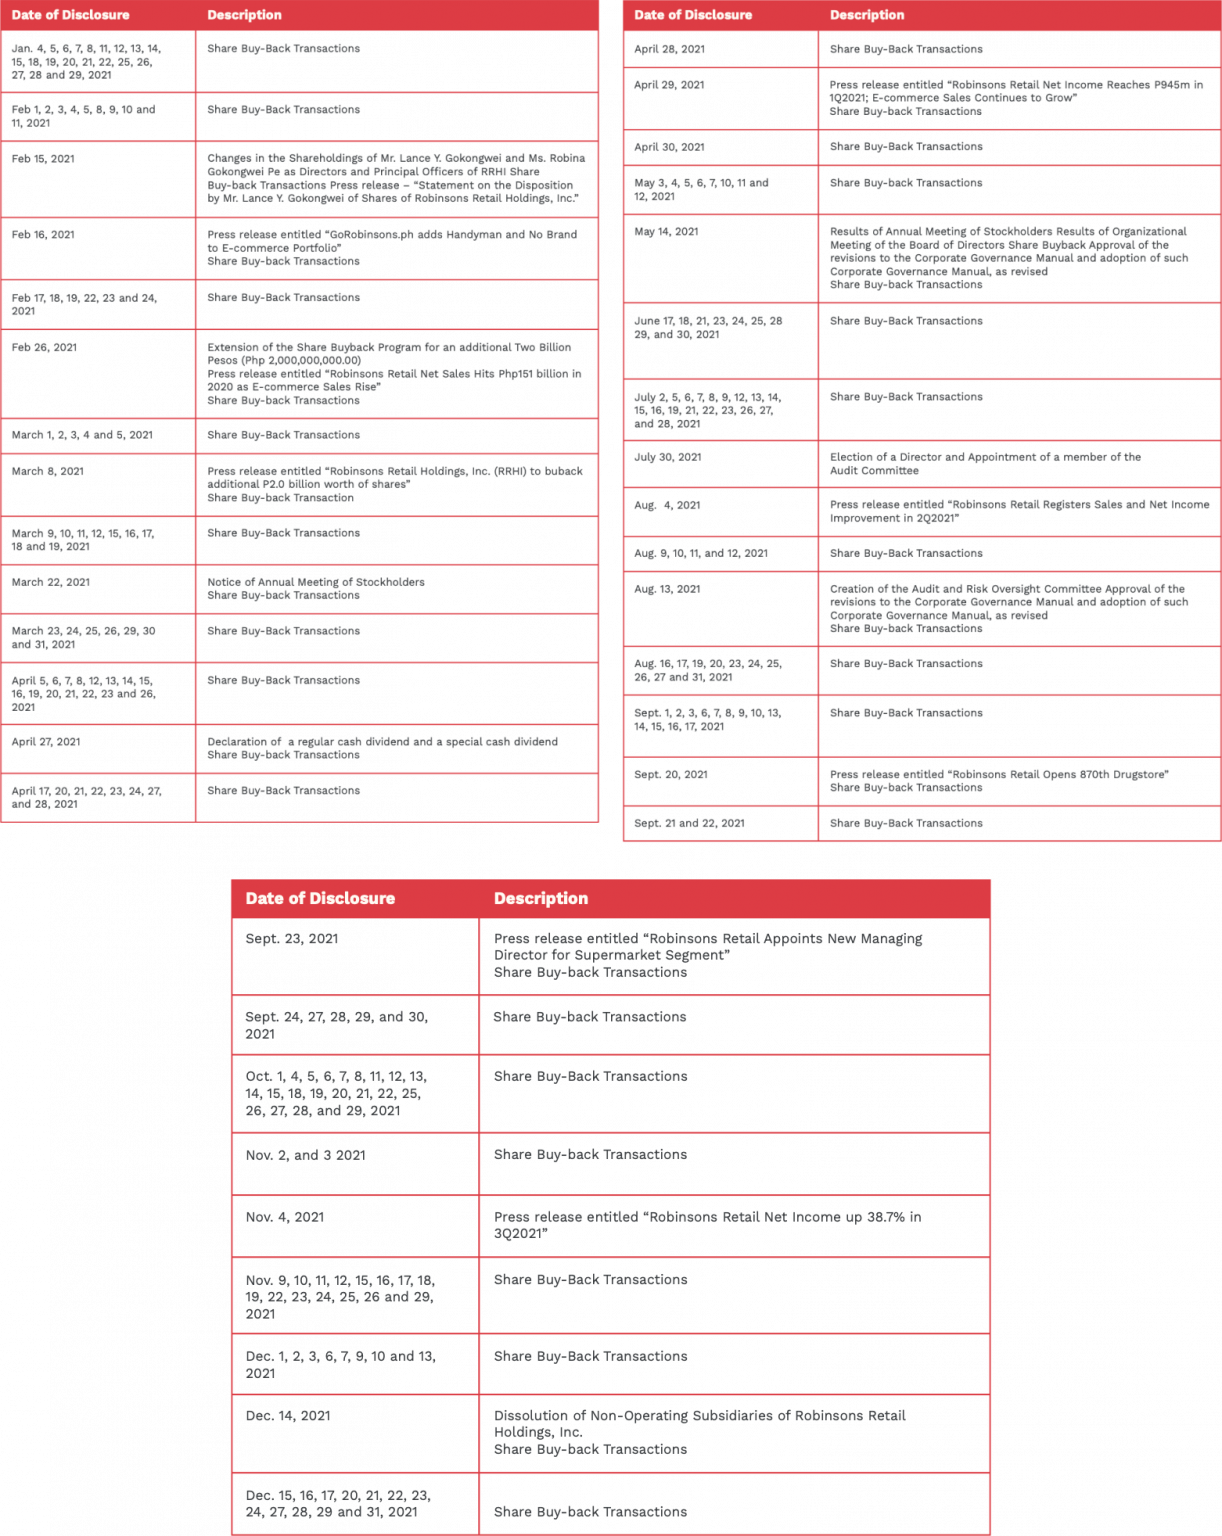 Date of Disclosure Description
Jan. 4, 5, 6, 7, 8, 11, 12, 13, 14, Share Buy-Back Transactions
15, 18, 19, 20, 21, 22, 25, 26,
27, 28 and 29, 2021
Feb 1, 2, 3, 4, 5, 8, 9, 10 and Share Buy-Back Transactions
11, 2021
Feb 15, 2021 Changes in the Shareholdings of Mr. Lance Y. Gokongwei and Ms. Robina
Gokongwei Pe as Directors and Principal Officers of RRHI Share
Buy-back Transactions Press release – “Statement on the Disposition
by Mr. Lance Y. Gokongwei of Shares of Robinsons Retail Holdings, Inc.”
Feb 16, 2021 Press release entitled “GoRobinsons.ph adds Handyman and No Brand
to E-commerce Portfolio”
Share Buy-back Transactions
Feb 17, 18, 19, 22, 23 and 24, Share Buy-Back Transactions
2021
Feb 26, 2021 Extension of the Share Buyback Program for an additional Two Billion
Pesos (Php 2,000,000,000.00)
Press release entitled “Robinsons Retail Net Sales Hits Php151 billion in
2020 as E-commerce Sales Rise”
Share Buy-back Transactions
March 1, 2, 3, 4 and 5, 2021 Share Buy-Back Transactions
March 8, 2021 Press release entitled “Robinsons Retail Holdings, Inc. (RRHI) to buback
additional P2.0 billion worth of shares”
Share Buy-back Transaction
March 9, 10, 11, 12, 15, 16, 17, Share Buy-Back Transactions
18 and 19, 2021
March 22, 2021 Notice of Annual Meeting of Stockholders
Share Buy-back Transactions
March 23, 24, 25, 26, 29, 30 Share Buy-Back Transactions
and 31, 2021
April 5, 6, 7, 8, 12, 13, 14, 15, Share Buy-Back Transactions
16, 19, 20, 21, 22, 23 and 26,
2021
April 27, 2021 Declaration of a regular cash dividend and a special cash dividend
Share Buy-back Transactions
April 17, 20, 21, 22, 23, 24, 27, Share Buy-Back Transactions
and 28, 2021
Date of Disclosure Description
April 28, 2021 Share Buy-Back Transactions
April 29, 2021 Press release entitled “Robinsons Retail Net Income Reaches P945m in
1Q2021; E-commerce Sales Continues to Grow”
Share Buy-back Transactions
April 30, 2021 Share Buy-Back Transactions
May 3, 4, 5, 6, 7, 10, 11 and Share Buy-Back Transactions
12, 2021
May 14, 2021 Results of Annual Meeting of Stockholders Results of Organizational
Meeting of the Board of Directors Share Buyback Approval of the
revisions to the Corporate Governance Manual and adoption of such
Corporate Governance Manual, as revised
Share Buy-back Transactions
June 17, 18, 21, 23, 24, 25, 28 Share Buy-Back Transactions
29, and 30, 2021
July 2, 5, 6, 7, 8, 9, 12, 13, 14, Share Buy-Back Transactions
15, 16, 19, 21, 22, 23, 26, 27,
and 28, 2021
July 30, 2021 Election of a Director and Appointment of a member of the
Audit Committee
Aug. 4, 2021 Press release entitled “Robinsons Retail Registers Sales and Net Income
Improvement in 2Q2021”
Aug. 9, 10, 11, and 12, 2021 Share Buy-Back Transactions
Aug. 13, 2021 Creation of the Audit and Risk Oversight Committee Approval of the
revisions to the Corporate Governance Manual and adoption of such
Corporate Governance Manual, as revised
Share Buy-back Transactions
Aug. 16, 17, 19, 20, 23, 24, 25, Share Buy-Back Transactions
26, 27 and 31, 2021
Sept. 1, 2, 3, 6, 7, 8, 9, 10, 13, Share Buy-Back Transactions
14, 15, 16, 17, 2021
Sept. 20, 2021 Press release entitled “Robinsons Retail Opens 870th Drugstore”
Share Buy-back Transactions
Sept. 21 and 22, 2021 Share Buy-Back Transactions
Date of Disclosure Description
Sept. 23, 2021 Press release entitled “Robinsons Retail Appoints New Managing
Director for Supermarket Segment”
Share Buy-back Transactions
Sept. 24, 27, 28, 29, and 30, Share Buy-back Transactions
2021
Oct. 1, 4, 5, 6, 7, 8, 11, 12, 13, Share Buy-Back Transactions
14, 15, 18, 19, 20, 21, 22, 25,
26, 27, 28, and 29, 2021
Nov. 2, and 3 2021 Share Buy-back Transactions
Nov. 4, 2021 Press release entitled “Robinsons Retail Net Income up 38.7% in
3Q2021”
Nov. 9, 10, 11, 12, 15, 16, 17, 18, Share Buy-Back Transactions
19, 22, 23, 24, 25, 26 and 29,
2021
Dec. 1, 2, 3, 6, 7, 9, 10 and 13, Share Buy-Back Transactions
2021
Dec. 14, 2021 Dissolution of Non-Operating Subsidiaries of Robinsons Retail
Holdings, Inc.
Share Buy-back Transactions
Dec. 15, 16, 17, 20, 21, 22, 23,
24, 27, 28, 29 and 31, 2021 Share Buy-Back Transactions